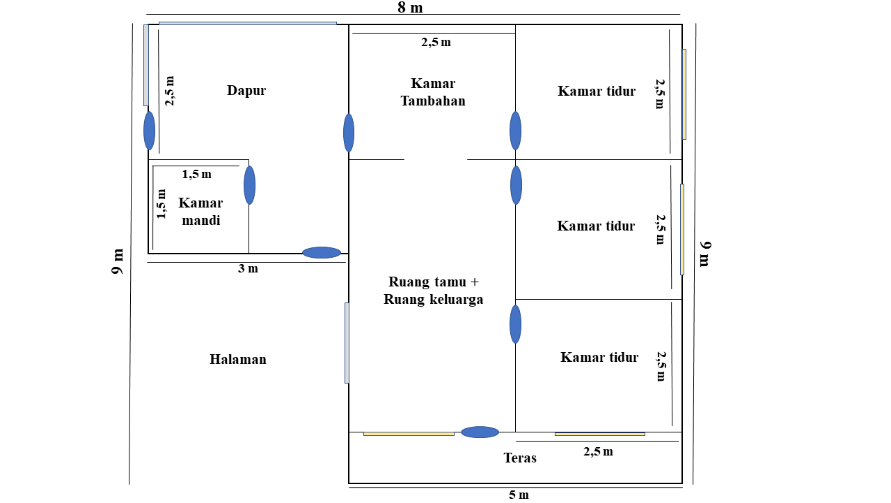 8 m
2,5 m
2,5 m
Dapur
Kamar
Tambahan
Kamar tidur
2,5 m
1,5 m
1,5 m
Kamar
mandi
Kamar tidur
2,5 m
9 m
9 m
3 m
Ruang tamu +
Ruang keluarga
Halaman
Kamar tidur
2,5 m
2,5 m
Teras
5 m